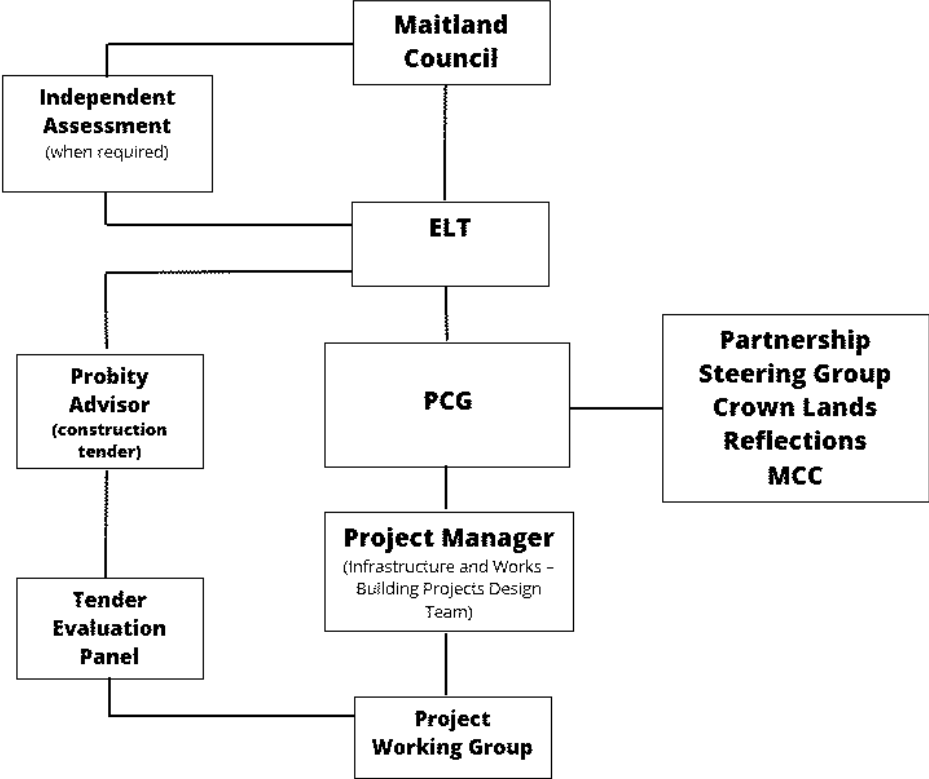 Maitland
Council
Independent
Assessment
(when required)
ELT
Probity
Advisor
(construction
tender)
PCG
Partnership
Steering Group
Crown Lands
Reflections
MCC
Project Manager
(Infrastructure and Works –
Building Projects Design
Team)
Tender
Evaluation
Panel
Project
Working Group